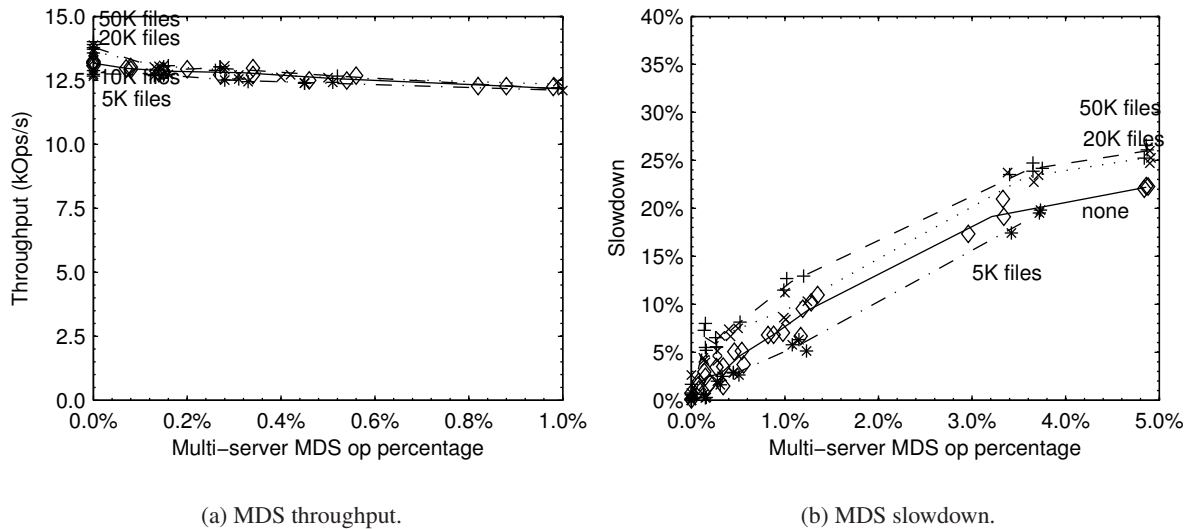 50K files
20K files
10K files
5K files
15.0
12.5
10.0
7.5
5.0
2.5
0.0
Throughput (kOps/s)
0.0% 0.2% 0.4% 0.6% 0.8% 1.0%
Multi−server MDS op percentage
(a) MDS throughput.
40%
35%
30%
25%
20%
15%
10%
5%
0%
Slowdown
50K files
20K files
none
5K files
0.0% 1.0% 2.0% 3.0% 4.0% 5.0%
Multi−server MDS op percentage
(b) MDS slowdown.